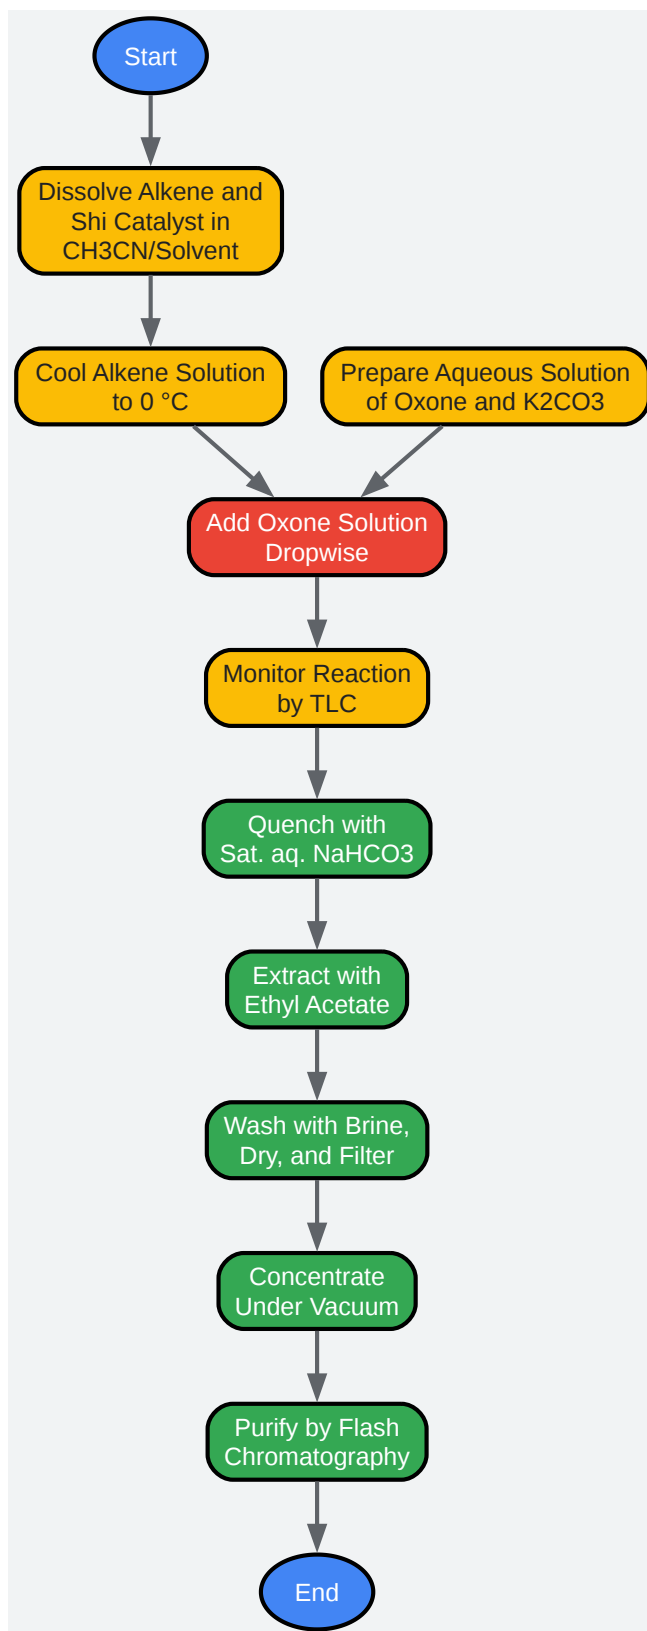 Start
Dissolve Alkene and
Shi Catalyst in
CH3CN/Solvent
Cool Alkene Solution
to 0 °C
Prepare Aqueous Solution
of Oxone and K2CO3
Add Oxone Solution
Dropwise
Monitor Reaction
by TLC
Quench with
Sat. aq. NaHCO3
Extract with
Ethyl Acetate
Wash with Brine,
Dry, and Filter
Concentrate
Under Vacuum
Purify by Flash
Chromatography
End